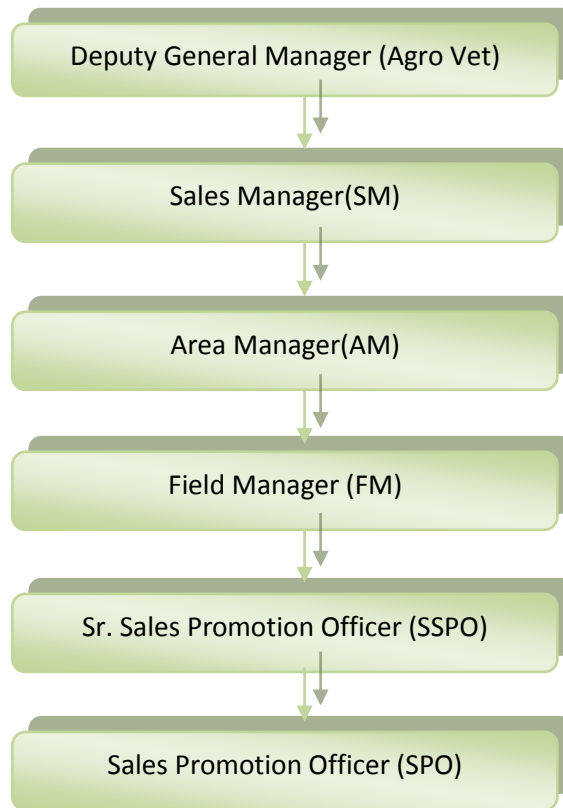 Deputy General Manager (Agro Vet)
Sales Manager(SM)
Area Manager(AM)
Field Manager (FM)
Sr. Sales Promotion Officer (SSPO)
Sales Promotion Officer (SPO)